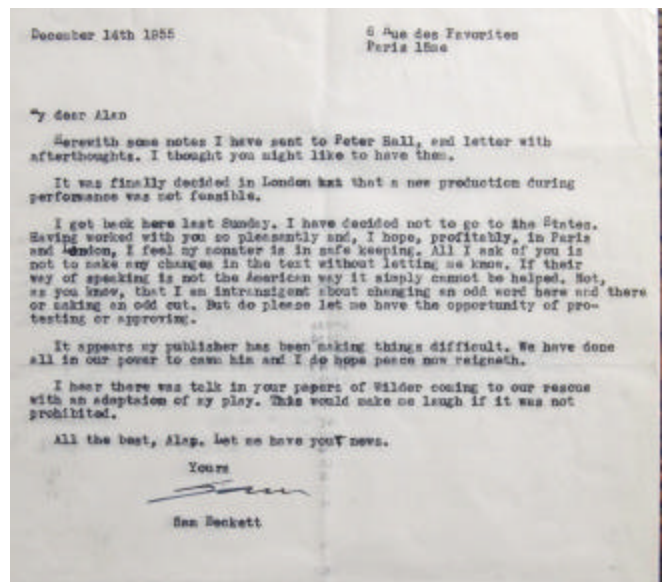 December 14th 1955
6 Rue des Favorites
Paris 15me
My dear Alan
Herewith some notes I have sent to Peter Hall, and letter with
afterthoughts. I thought you might like to have them.
It was finally decided in London that a new production during
performance was not feasible.
I got back here last Sunday. I have decided not to go to the States.
Having worked with you so pleasantly and, I hope, profitably, in Paris
and London, I feel my monster is in safe keeping. All I ask of you is
not to make any changes in the text without letting me know. If their
way of speaking is not the American way it simply cannot be helped. Not,
as you know, that I am intransigent about changing an odd word here and there
or making an odd cut. But do please let me have the opportunity of pro-
testing or approving.
It appears my publisher has been making things difficult. We have done
all in our power to cawm him and I do hope peace now reigneth.
I hear there was talk in your papers of Wilder coming to our rescue
with an adaptaion of my play. This would make me laugh if it was not
prohibited.
All the best, Alan. Let me have your news.
Yours
Sam
Sam Beckett